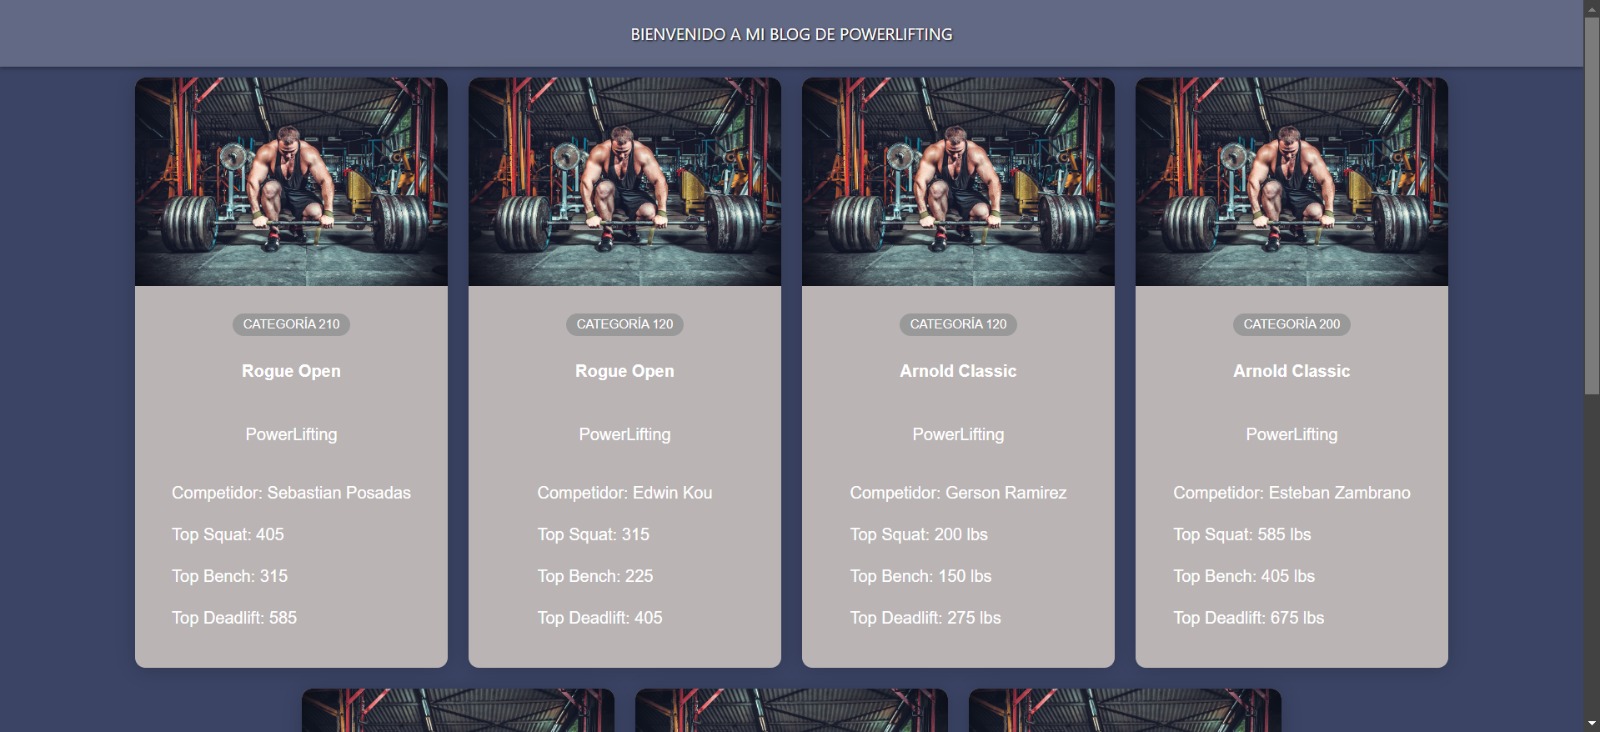 BIENVENIDO A MI BLOG DE POWERLIFTING
CATEGORÍA 210
Rogue Open
PowerLifting
Competidor: Sebastian Posadas
Top Squat: 405
Top Bench: 315
Top Deadlift: 585
CATEGORÍA 120
Rogue Open
PowerLifting
Competidor: Edwin Kou
Top Squat: 315
Top Bench: 225
Top Deadlift: 405
CATEGORÍA 120
Arnold Classic
PowerLifting
Competidor: Gerson Ramirez
Top Squat: 200 lbs
Top Bench: 150 lbs
Top Deadlift: 275 lbs
CATEGORÍA 200
Arnold Classic
PowerLifting
Competidor: Esteban Zambrano
Top Squat: 585 lbs
Top Bench: 405 lbs
Top Deadlift: 675 lbs